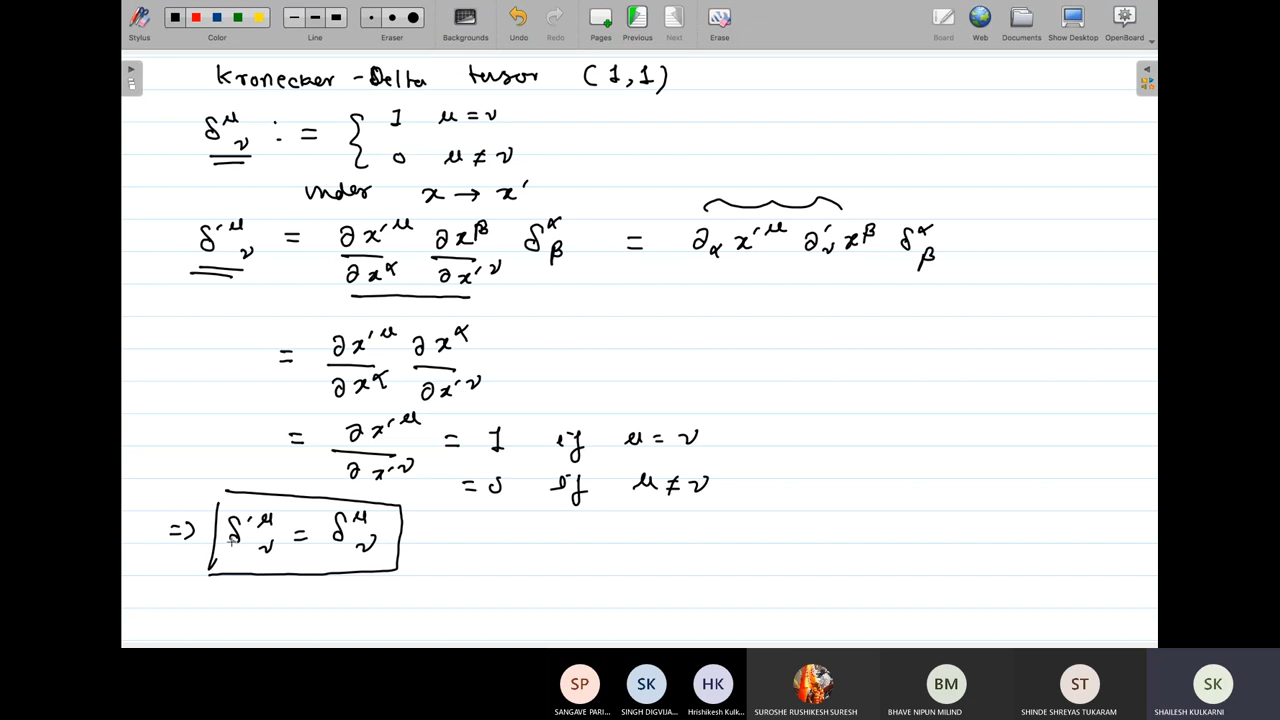 Stylus Color Line Eraser Backgrounds Undo Redo Pages Previous Next Erase Board Web Documents Show Desktop OpenBoard
Kronecker-Delta tensor (1,1)
δ^μ_ν := { 1 μ = ν
0 μ ≠ ν
under x → x′
δ′^μ_ν = ∂x′^μ/∂x^α ∂x^β/∂x′^ν δ^α_β = ∂_α x′^μ ∂′_ν x^β δ^α_β
= ∂x′^μ/∂x^α ∂x^α/∂x′^ν
= ∂x′^μ/∂x′^ν = 1 if μ = ν
= 0 if μ ≠ ν
=> δ′^μ_ν = δ^μ_ν
SP SK HK BM ST SK
SANGAVE PARI... SINGH DIGVIJA... Hrishikesh Kulk... SUROSHE RUSHIKESH SURESH BHAVE NIPUN MILIND SHINDE SHREYAS TUKARAM SHAILESH KULKARNI